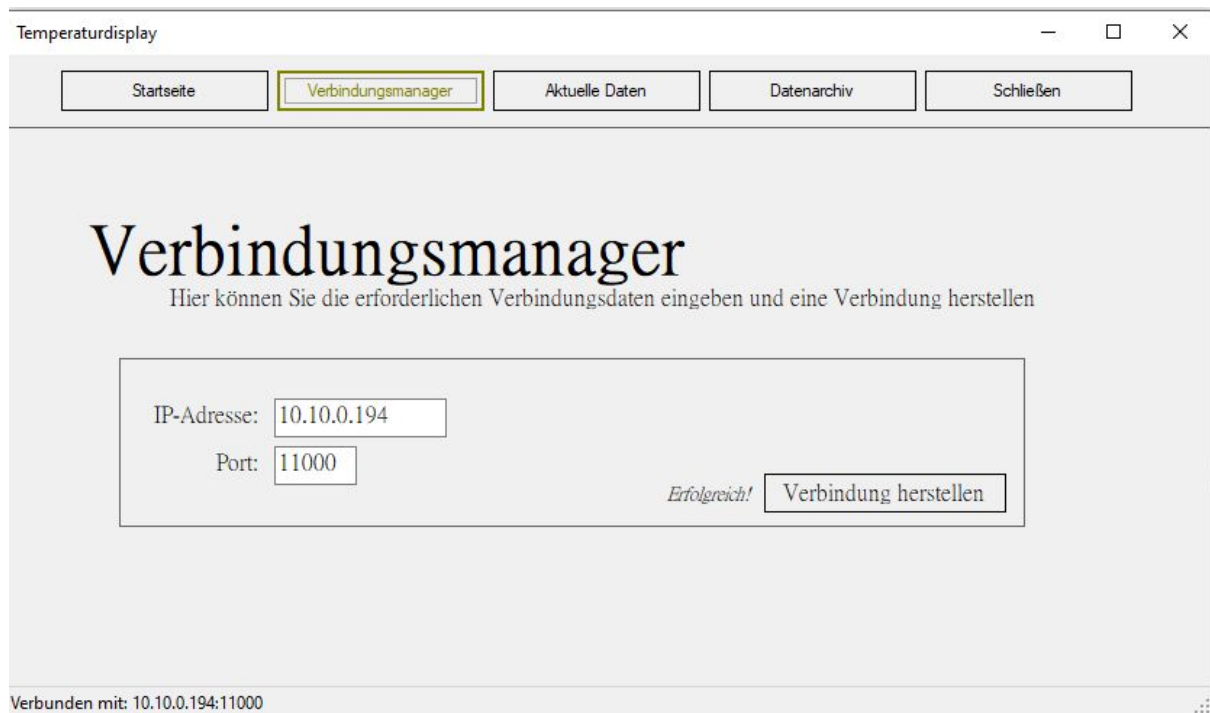 Temperaturdisplay
Startseite Verbindungsmanager Aktuelle Daten Datenarchiv Schließen
Verbindungsmanager
Hier können Sie die erforderlichen Verbindungsdaten eingeben und eine Verbindung herstellen
IP-Adresse: 10.10.0.194
Port: 11000
Erfolgreich! Verbindung herstellen
Verbunden mit: 10.10.0.194:11000